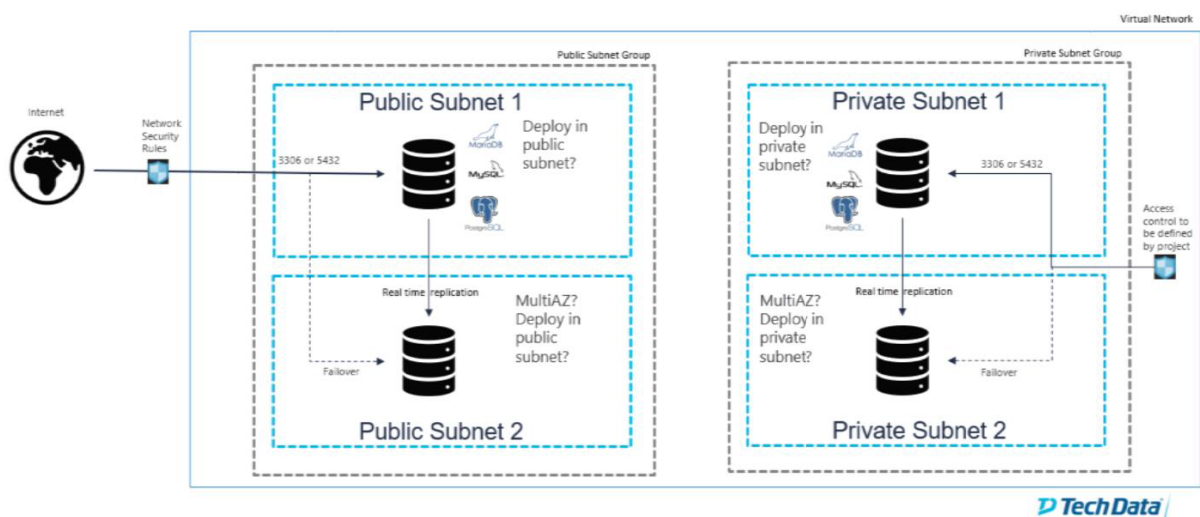 Virtual Network
Public Subnet Group
Private Subnet Group
Internet
Network
Security
Rules
Public Subnet 1
MariaDB
MySQL
PostgreSQL
Deploy in
public
subnet?
3306 or 5432
Real time replication
MultiAZ?
Deploy in
public
subnet?
Failover
Public Subnet 2
Private Subnet 1
Deploy in
private
subnet?
MariaDB
MySQL
PostgreSQL
3306 or 5432
Access
control to
be defined
by project
Real time replication
MultiAZ?
Deploy in
private
subnet?
Failover
Private Subnet 2
Tech Data